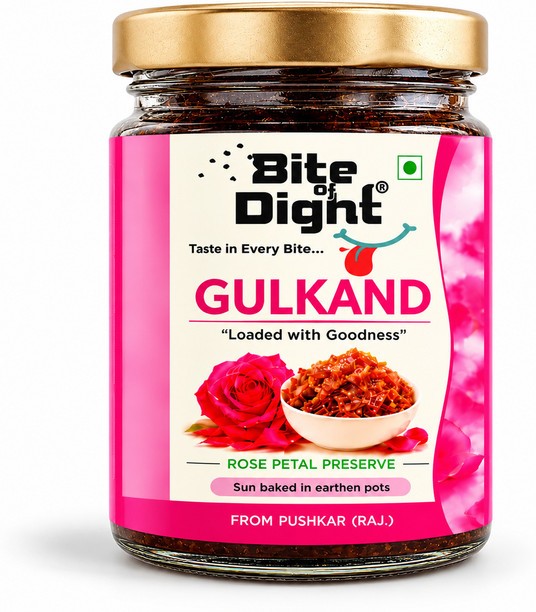 Bite
of
Dight®
Taste in Every Bite...
GULKAND
“Loaded with Goodness”
ROSE PETAL PRESERVE
Sun baked in earthen pots
FROM PUSHKAR (RAJ.)